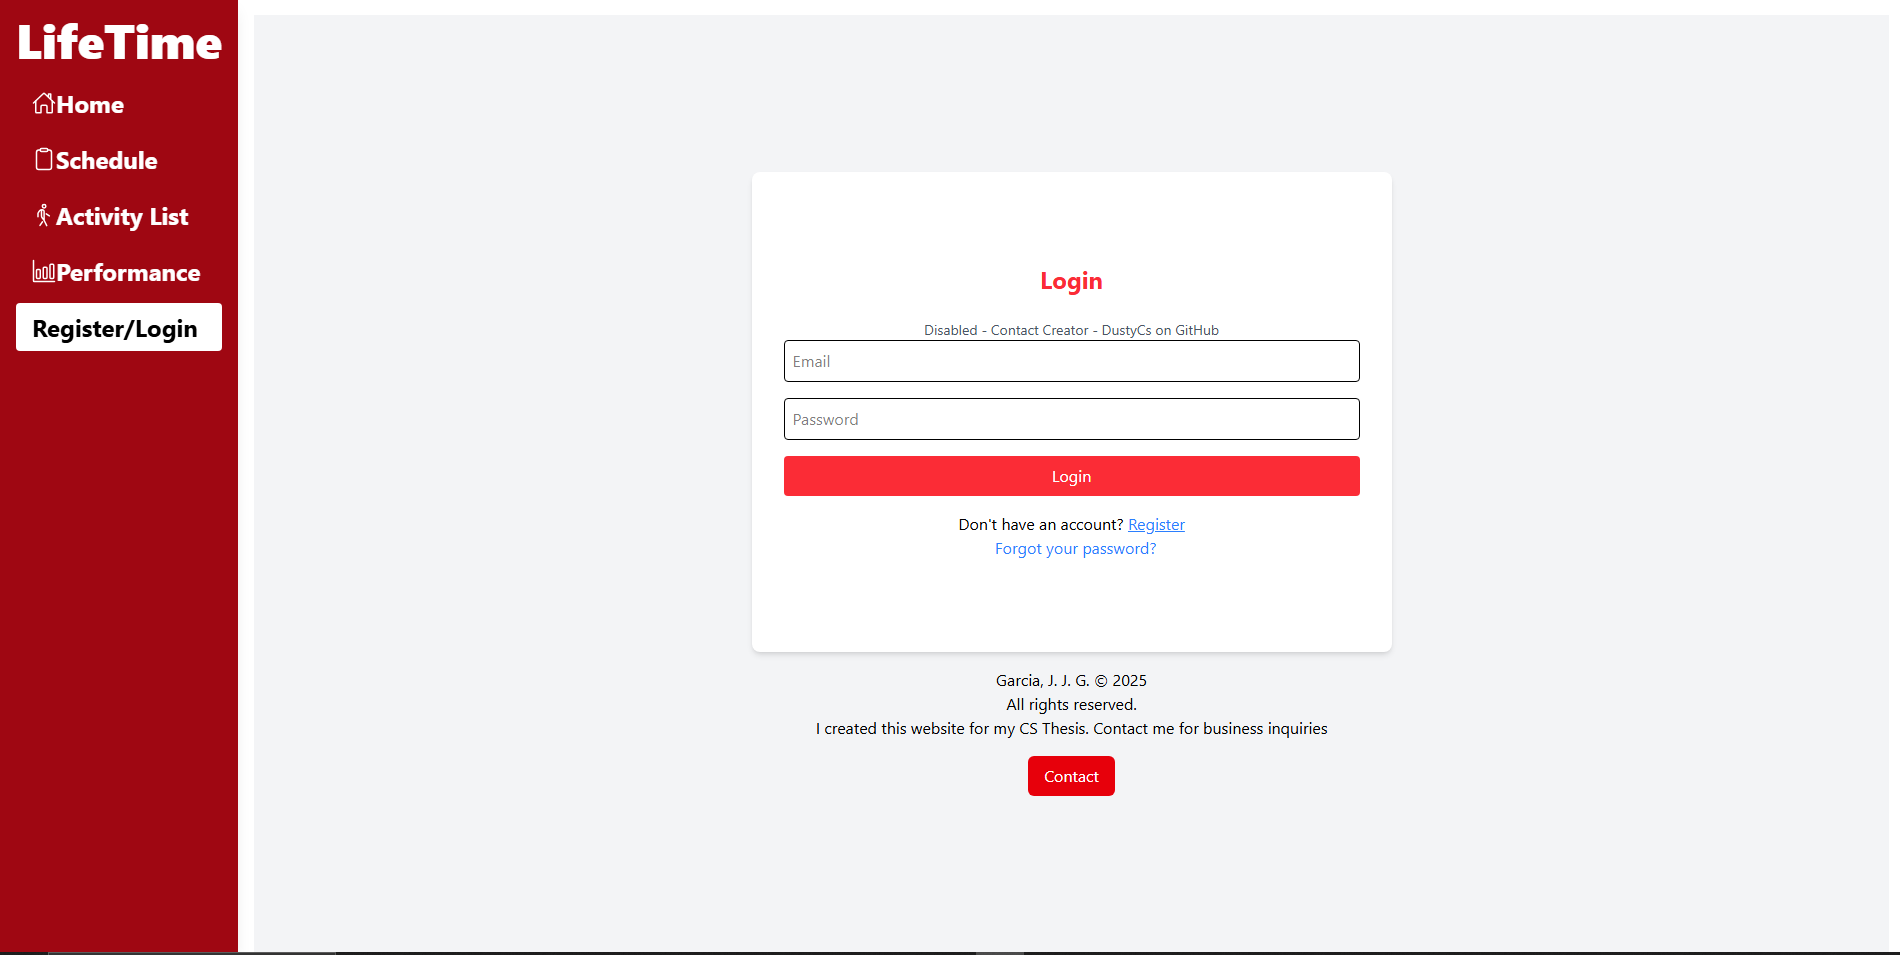 LifeTime
Home
Schedule
Activity List
Performance
Register/Login
Login
Disabled - Contact Creator - DustyCs on GitHub
Email
Password
Login
Don't have an account? Register
Forgot your password?
Garcia, J. J. G. © 2025
All rights reserved.
I created this website for my CS Thesis. Contact me for business inquiries
Contact